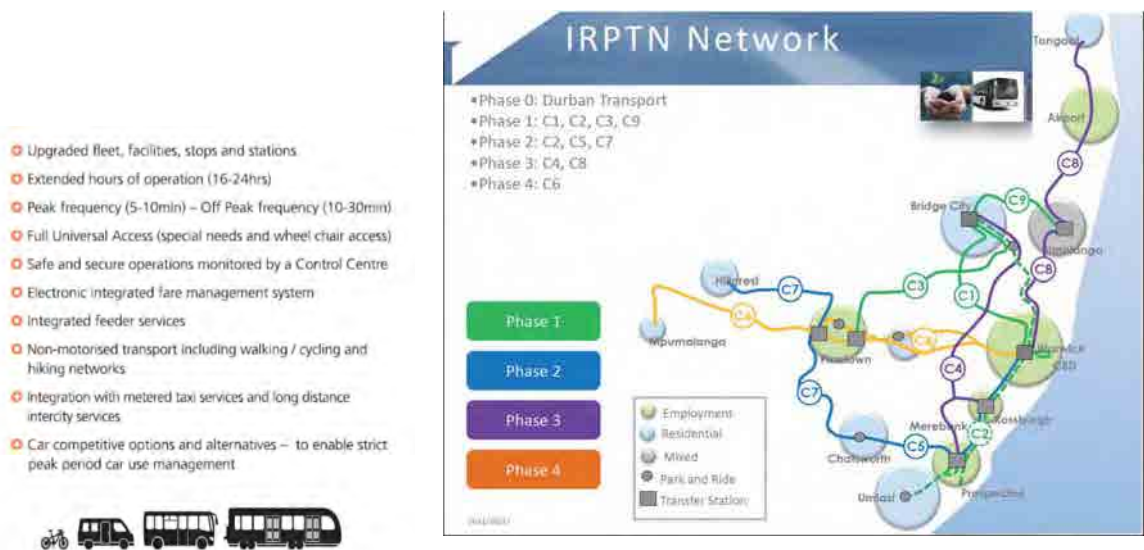 Upgraded fleet, facilities, stops and stations
Extended hours of operation (16-24hrs)
Peak frequency (5-10min) – Off Peak frequency (10-30min)
Full Universal Access (special needs and wheel chair access)
Safe and secure operations monitored by a Control Centre
Electronic integrated fare management system
Integrated feeder services
Non-motorised transport including walking / cycling and
hiking networks
Integration with metered taxi services and long distance
intercity services
Car competitive options and alternatives – to enable strict
peak period car use management
IRPTN Network
•Phase 0: Durban Transport
•Phase 1: C1, C2, C3, C9
•Phase 2: C2, C5, C7
•Phase 3: C4, C8
•Phase 4: C6
Phase 1
Phase 2
Phase 3
Phase 4
Employment
Residential
Mixed
Park and Ride
Transfer Station
Airport
C8
Bridge City
C9
C8
Hillcrest
C7
C3
C1
C6
Mpumalanga
Warwick
CBD
C4
C7
Merebank
C2
Chatsworth
C5
Umlazi